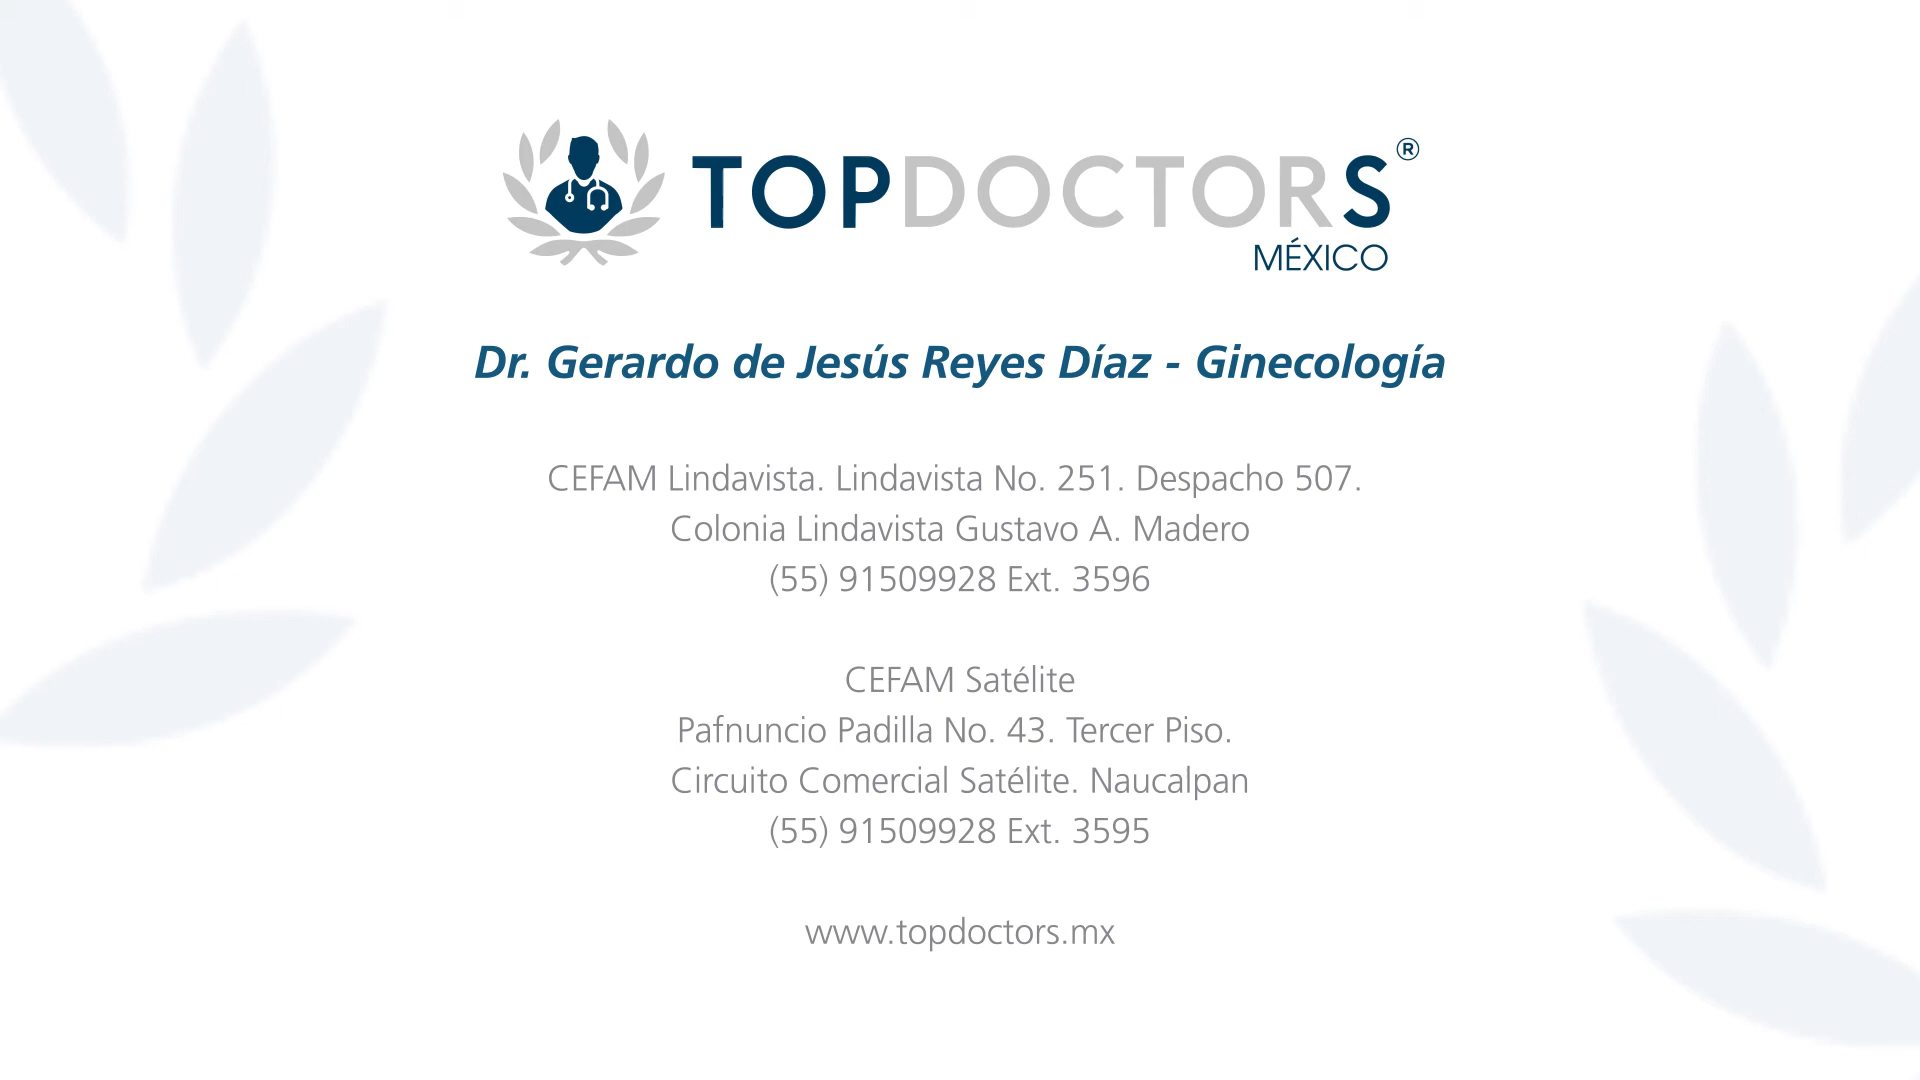 TOPDOCTORS®
MÉXICO
Dr. Gerardo de Jesús Reyes Díaz - Ginecología
CEFAM Lindavista. Lindavista No. 251. Despacho 507.
Colonia Lindavista Gustavo A. Madero
(55) 91509928 Ext. 3596
CEFAM Satélite
Pafnuncio Padilla No. 43. Tercer Piso.
Circuito Comercial Satélite. Naucalpan
(55) 91509928 Ext. 3595
www.topdoctors.mx